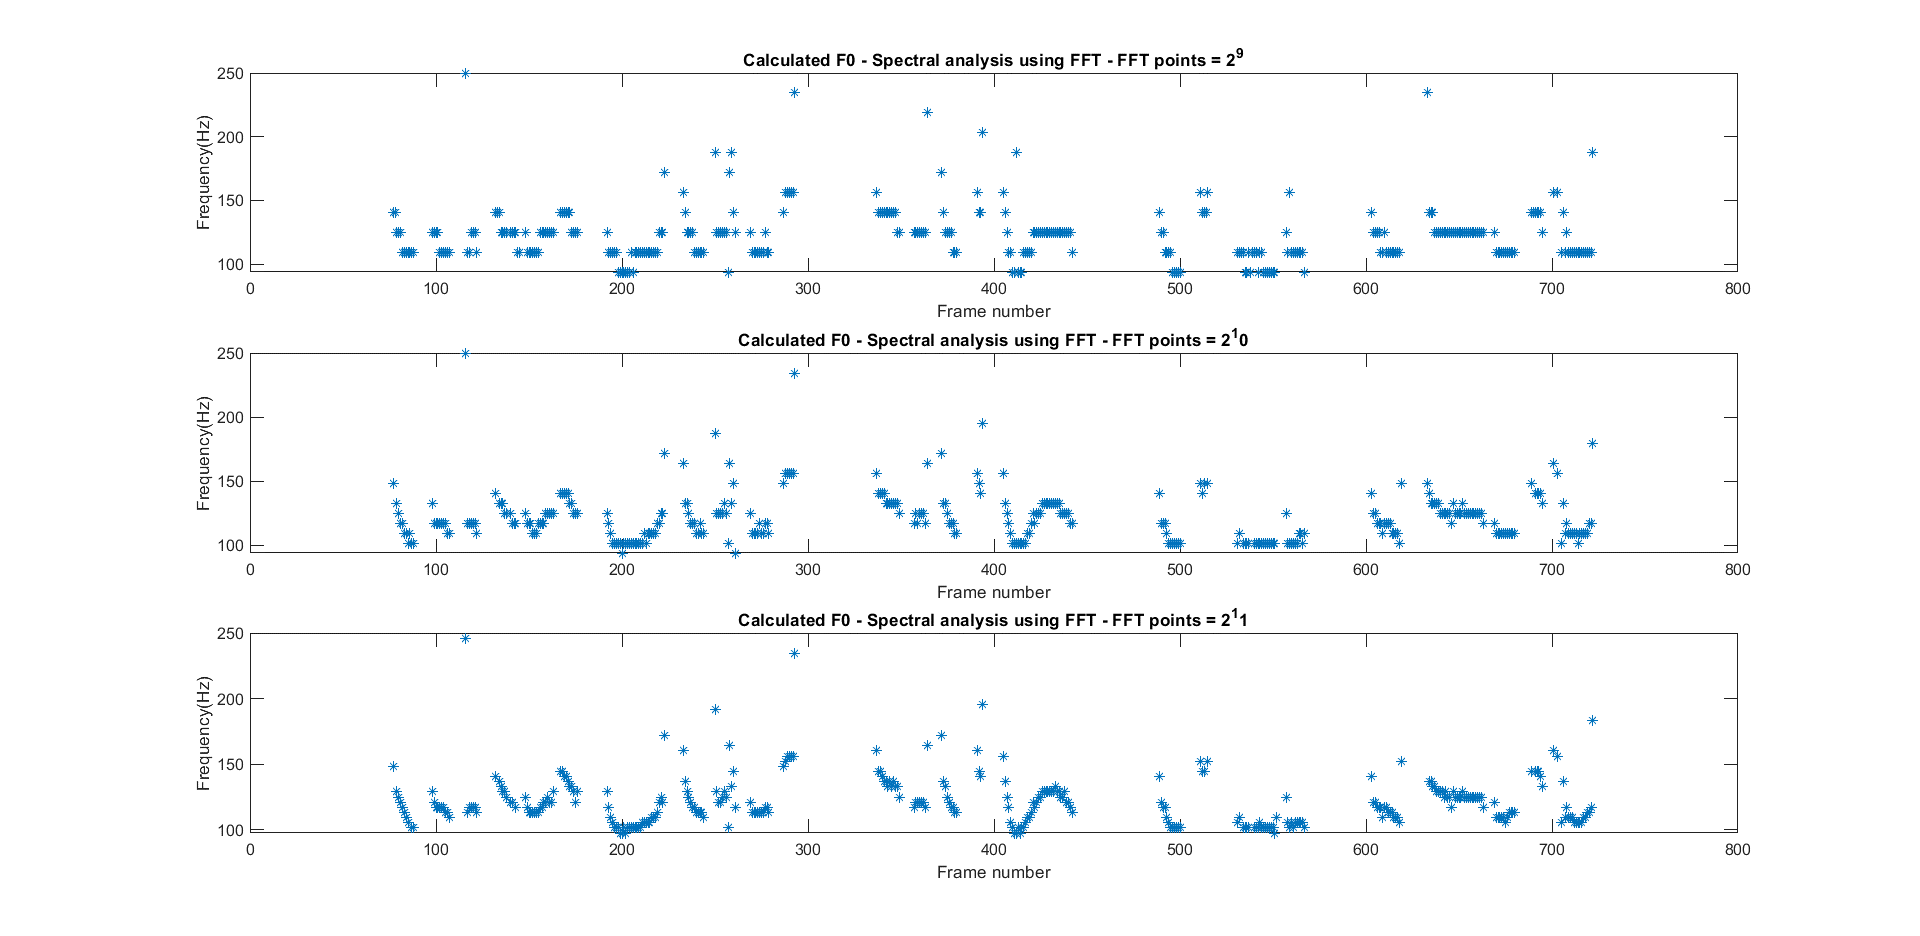 Calculated F0 - Spectral analysis using FFT - FFT points = 2^9
250
200
150
100
Frequency(Hz)
0 100 200 300 400 500 600 700 800
Frame number
Calculated F0 - Spectral analysis using FFT - FFT points = 2^10
250
200
150
100
Frequency(Hz)
0 100 200 300 400 500 600 700 800
Frame number
Calculated F0 - Spectral analysis using FFT - FFT points = 2^11
250
200
150
100
Frequency(Hz)
0 100 200 300 400 500 600 700 800
Frame number